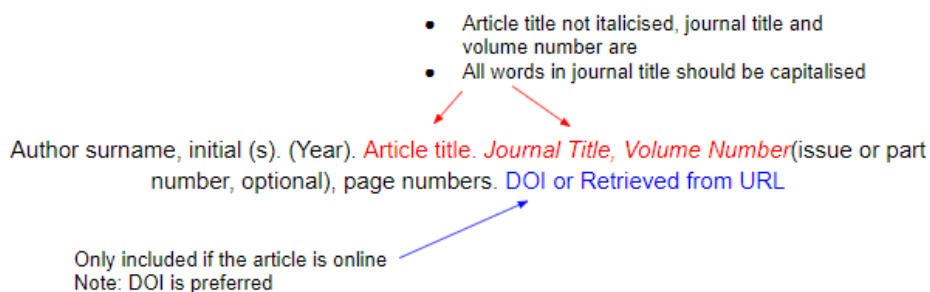 ● Article title not italicised, journal title and
volume number are
● All words in journal title should be capitalised
Author surname, initial (s). (Year). Article title. Journal Title, Volume Number(issue or part
number, optional), page numbers. DOI or Retrieved from URL
Only included if the article is online
Note: DOI is preferred